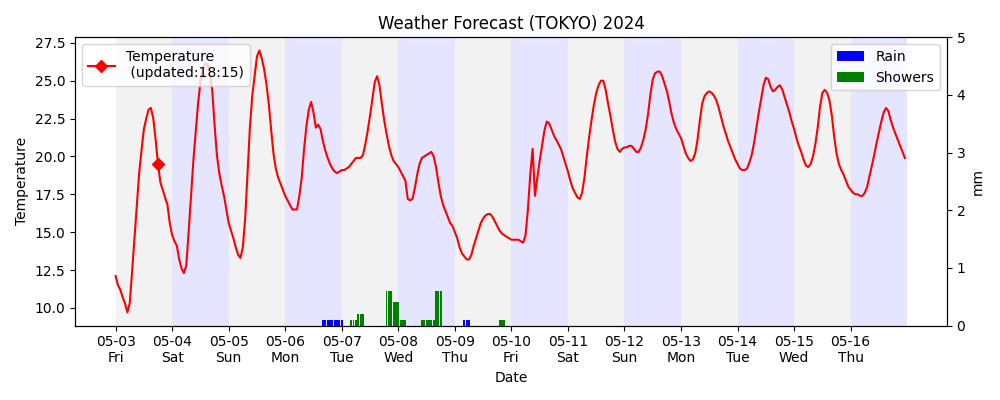 Weather Forecast (TOKYO) 2024
Temperature
(updated:18:15)
Rain
Showers
Temperature
27.5
25.0
22.5
20.0
17.5
15.0
12.5
10.0
5
4
3
2
1
0
mm
05-03 05-04 05-05 05-06 05-07 05-08 05-09 05-10 05-11 05-12 05-13 05-14 05-15 05-16
Fri Sat Sun Mon Tue Wed Thu Fri Sat Sun Mon Tue Wed Thu
Date